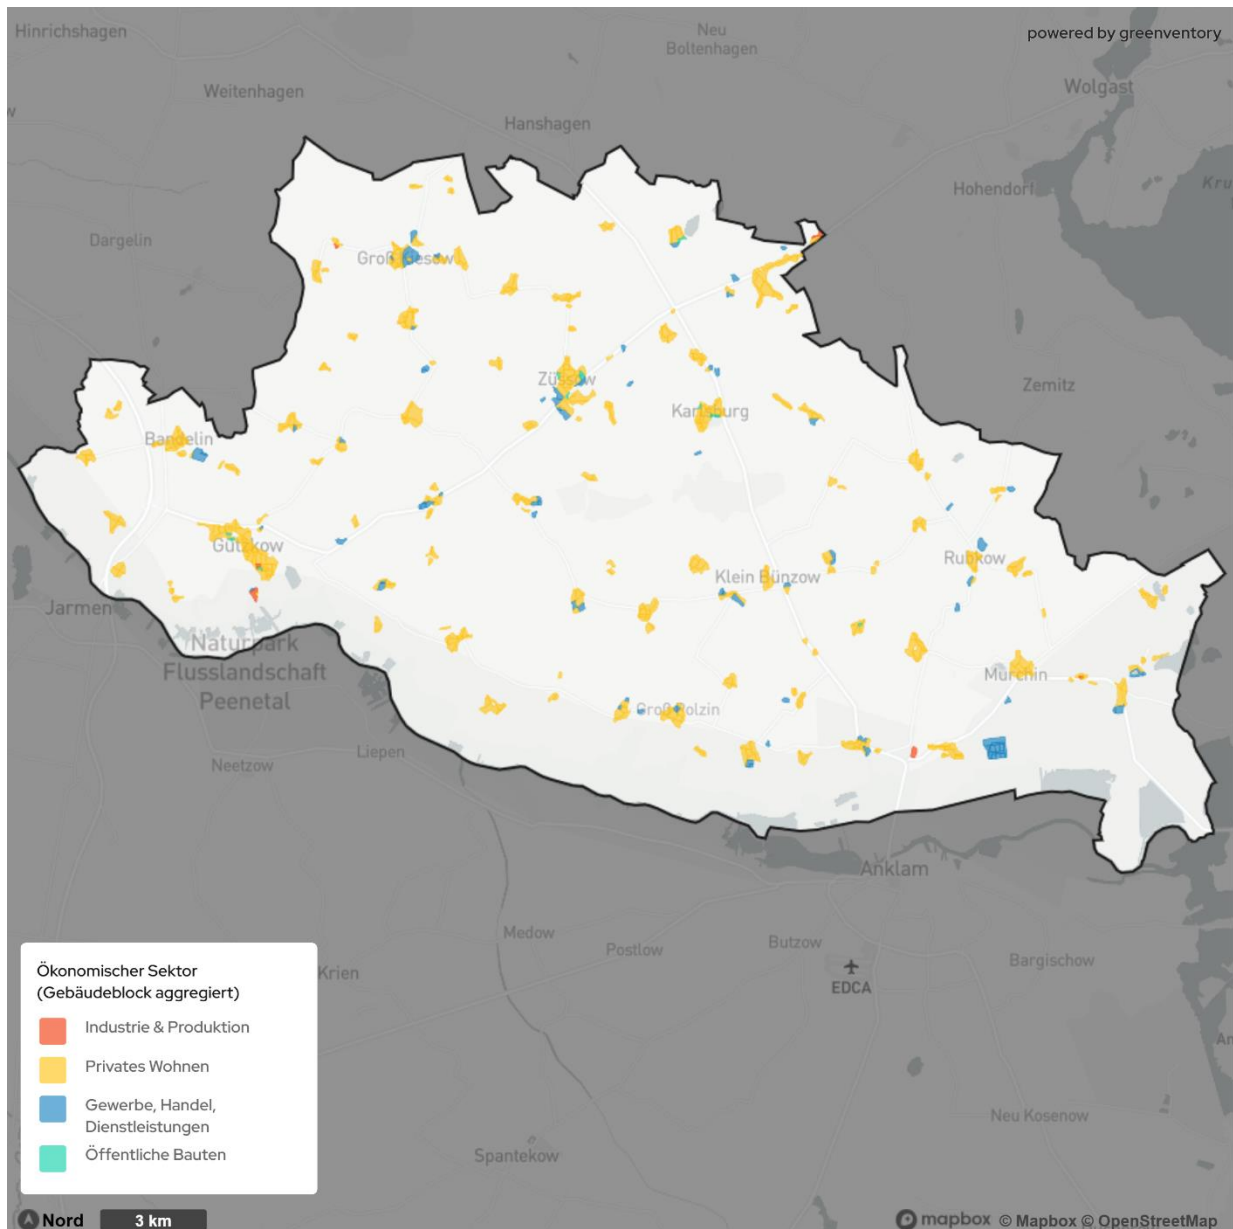 Hinrichshagen
Neu
Boltenhagen
powered by greenventory
Weitenhagen
Wolgast
Hanshagen
Hohendorf
Kru
Dargelin
Groß Kiesow
Züssow
Zemitz
Karlsburg
Bandelin
Gützkow
Rubkow
Klein Bünzow
Jarmen
Naturpark
Flusslandschaft
Peenetal
Murchin
Groß Polzin
Liepen
Neetzow
Anklam
Medow
Postlow
Butzow
Bargischow
Krien
EDCA
Ökonomischer Sektor
(Gebäudeblock aggregiert)
Industrie & Produktion
Privates Wohnen
Gewerbe, Handel,
Dienstleistungen
Öffentliche Bauten
An
Neu Kosenow
Spantekow
Nord 3 km
mapbox © Mapbox © OpenStreetMap